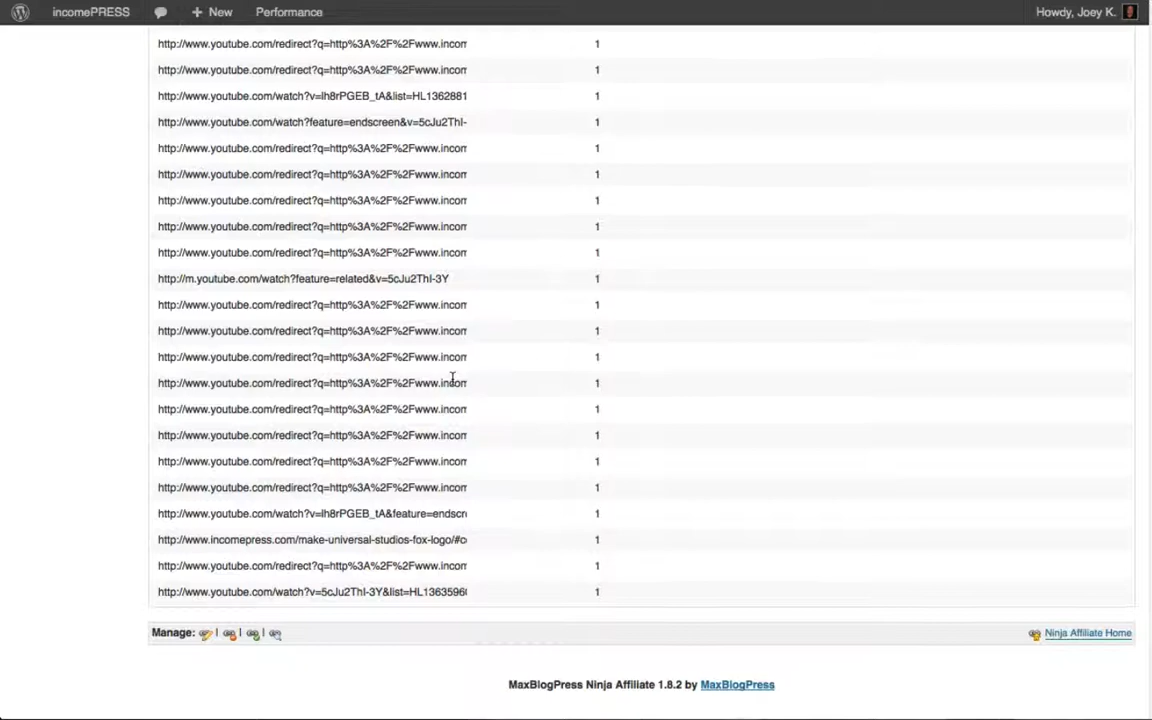 incomePRESS New Performance Howdy, Joey K.
http://www.youtube.com/redirect?q=http%3A%2F%2Fwww.incom 1
http://www.youtube.com/redirect?q=http%3A%2F%2Fwww.incom 1
http://www.youtube.com/watch?v=lh8rPGEB_tA&list=HL1362881 1
http://www.youtube.com/watch?feature=endscreen&v=5cJu2ThI- 1
http://www.youtube.com/redirect?q=http%3A%2F%2Fwww.incom 1
http://www.youtube.com/redirect?q=http%3A%2F%2Fwww.incom 1
http://www.youtube.com/redirect?q=http%3A%2F%2Fwww.incom 1
http://www.youtube.com/redirect?q=http%3A%2F%2Fwww.incom 1
http://www.youtube.com/redirect?q=http%3A%2F%2Fwww.incom 1
http://m.youtube.com/watch?feature=related&v=5cJu2ThI-3Y 1
http://www.youtube.com/redirect?q=http%3A%2F%2Fwww.incom 1
http://www.youtube.com/redirect?q=http%3A%2F%2Fwww.incom 1
http://www.youtube.com/redirect?q=http%3A%2F%2Fwww.incom 1
http://www.youtube.com/redirect?q=http%3A%2F%2Fwww.incom 1
http://www.youtube.com/redirect?q=http%3A%2F%2Fwww.incom 1
http://www.youtube.com/redirect?q=http%3A%2F%2Fwww.incom 1
http://www.youtube.com/redirect?q=http%3A%2F%2Fwww.incom 1
http://www.youtube.com/redirect?q=http%3A%2F%2Fwww.incom 1
http://www.youtube.com/watch?v=lh8rPGEB_tA&feature=endscr 1
http://www.incomepress.com/make-universal-studios-fox-logo/#c 1
http://www.youtube.com/redirect?q=http%3A%2F%2Fwww.incom 1
http://www.youtube.com/watch?v=5cJu2ThI-3Y&list=HL13635960 1
Manage: | | | Ninja Affiliate Home
MaxBlogPress Ninja Affiliate 1.8.2 by MaxBlogPress